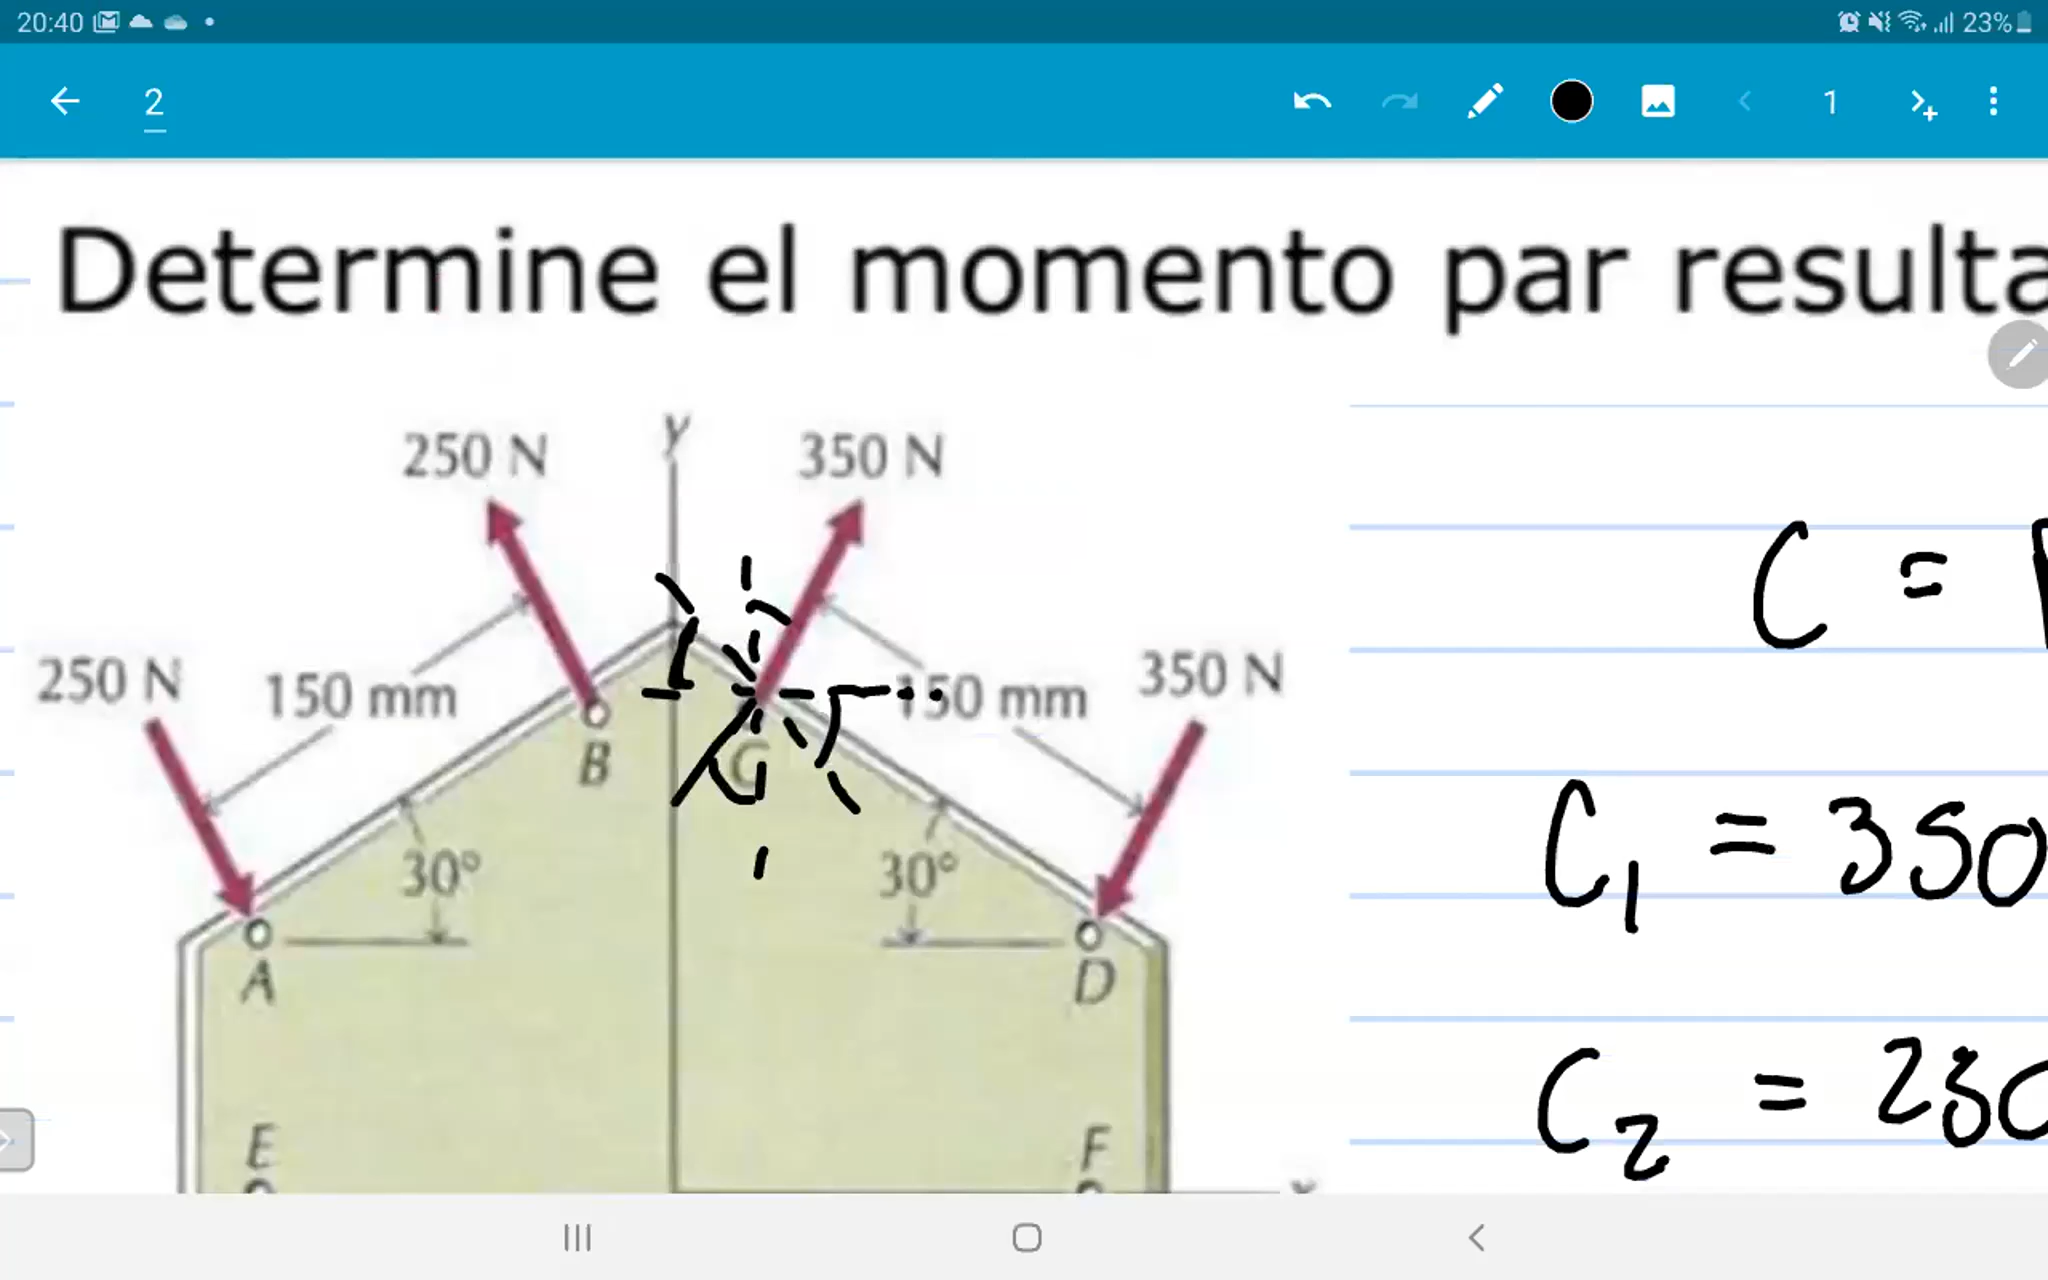 20:40
23%
2
1
Determine el momento par resulta
250 N
y
350 N
250 N
150 mm
150 mm
350 N
B
C
30°
30°
A
D
E
F
x
C =
C1 = 350
C2 = 250